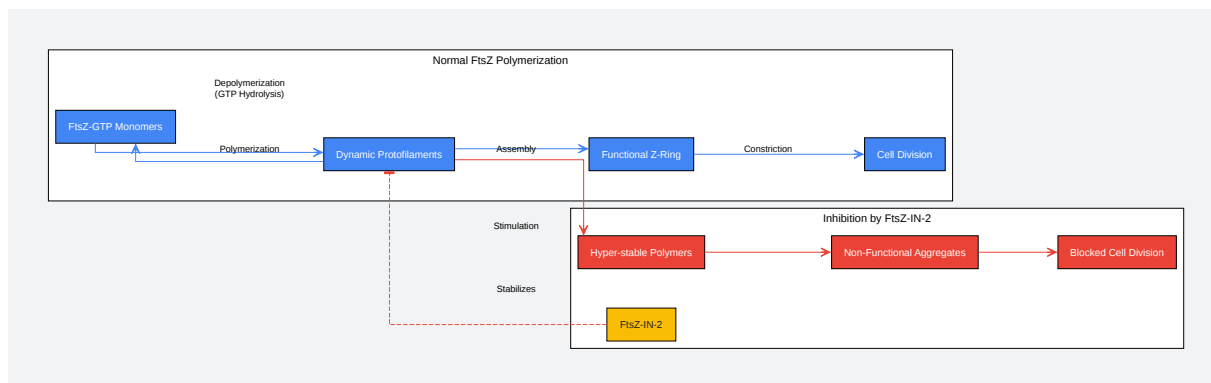 Normal FtsZ Polymerization
Depolymerization
(GTP Hydrolysis)
FtsZ-GTP Monomers
Polymerization
Dynamic Protofilaments
Assembly
Functional Z-Ring
Constriction
Cell Division
Inhibition by FtsZ-IN-2
Stimulation
Hyper-stable Polymers
Non-Functional Aggregates
Blocked Cell Division
Stabilizes
FtsZ-IN-2